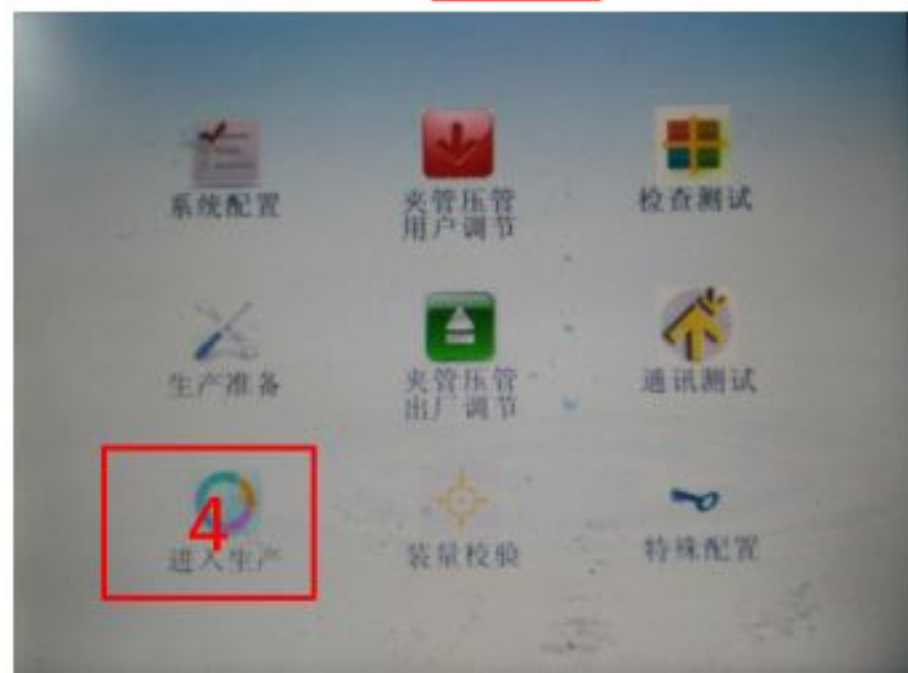 系统配置
夹管压管
用户调节
检查测试
生产准备
夹管压管
出厂调节
通讯测试
4
进入生产
装量校验
特殊配置